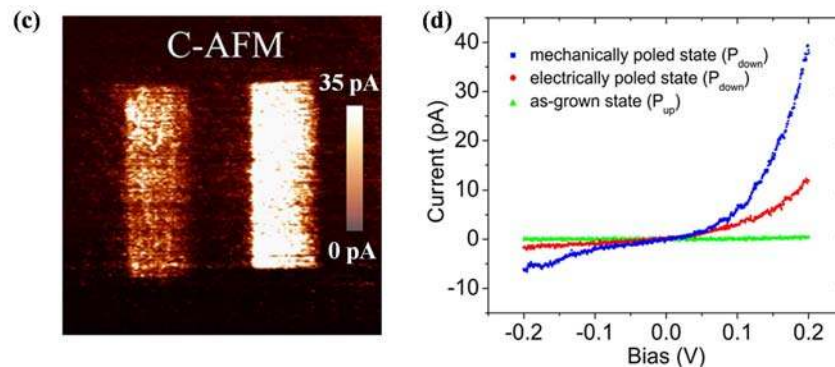 (c)
C-AFM
35 pA
0 pA
(d)
Current (pA)
40
30
20
10
0
-10
mechanically poled state (Pdown)
electrically poled state (Pdown)
as-grown state (Pup)
-0.2
-0.1
0.0
0.1
0.2
Bias (V)